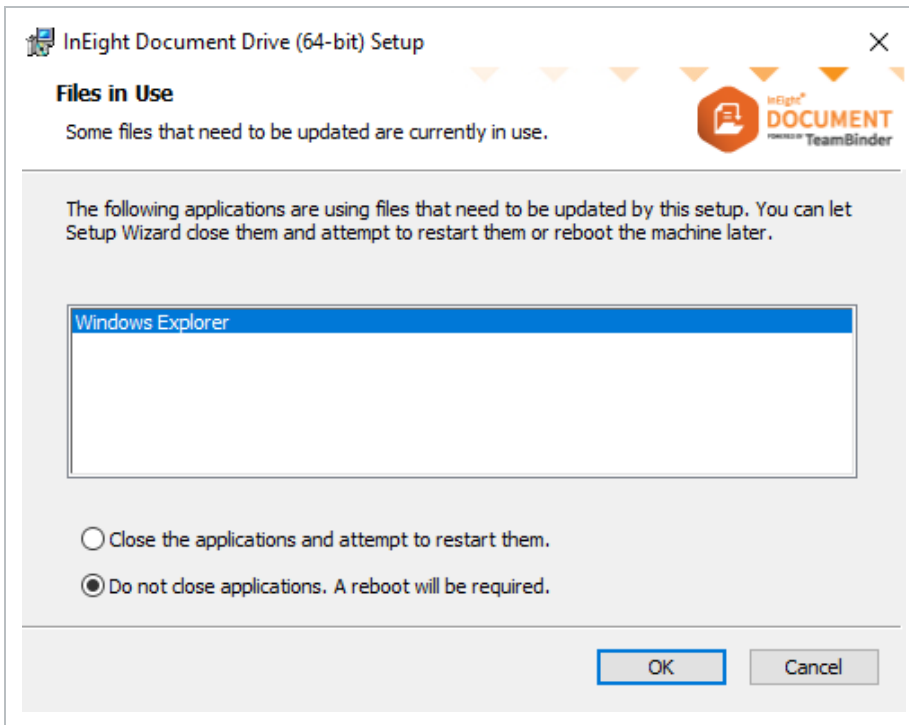 InEight Document Drive (64-bit) Setup
Files in Use
Some files that need to be updated are currently in use.
InEight®
DOCUMENT
POWERED BY TeamBinder
The following applications are using files that need to be updated by this setup. You can let
Setup Wizard close them and attempt to restart them or reboot the machine later.
Windows Explorer
Close the applications and attempt to restart them.
Do not close applications. A reboot will be required.
OK Cancel